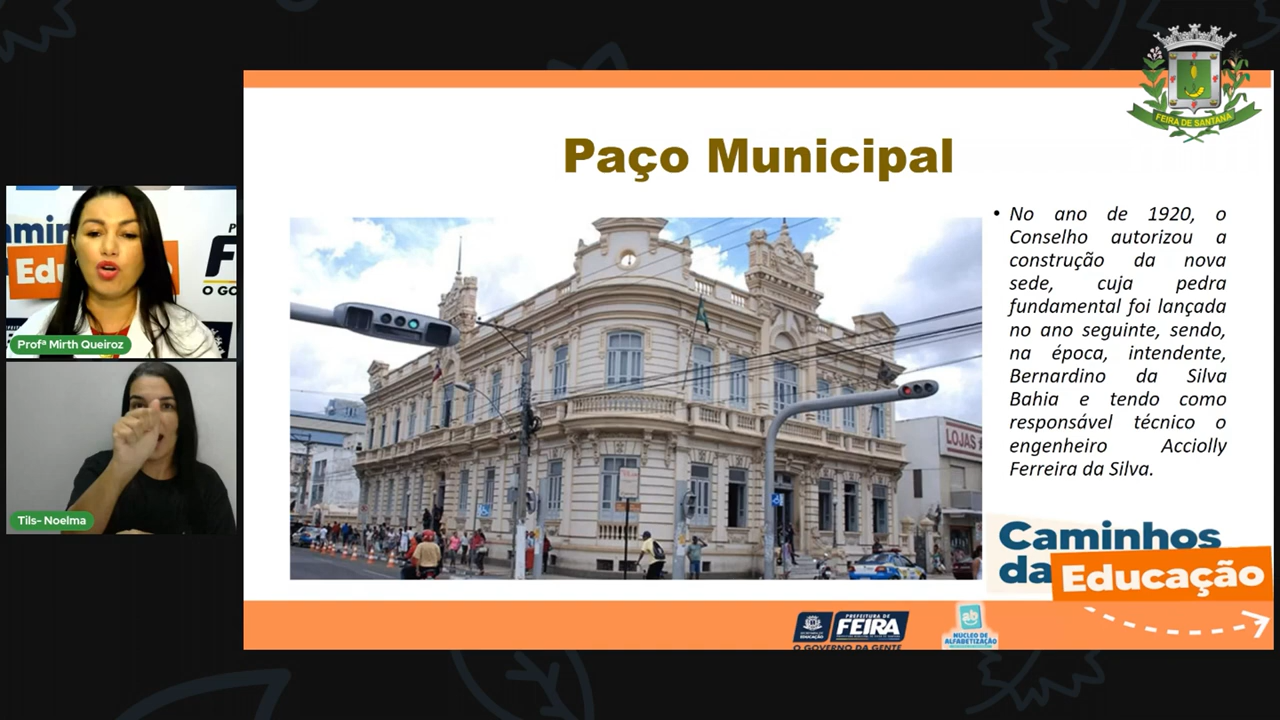 FEIRA DE SANTANA
Paço Municipal
• No ano de 1920, o
Conselho autorizou a
construção da nova
sede, cuja pedra
fundamental foi lançada
no ano seguinte, sendo,
na época, intendente,
Bernardino da Silva
Bahia e tendo como
responsável técnico o
engenheiro Acciolly
Ferreira da Silva.
LOJAS
Profª Mirth Queiroz
Tils- Noelma
Caminhos
da Educação
PREFEITURA DE
FEIRA
O GOVERNO DA GENTE
EDUCAÇÃO
ab
NÚCLEO DE
ALFABETIZAÇÃO